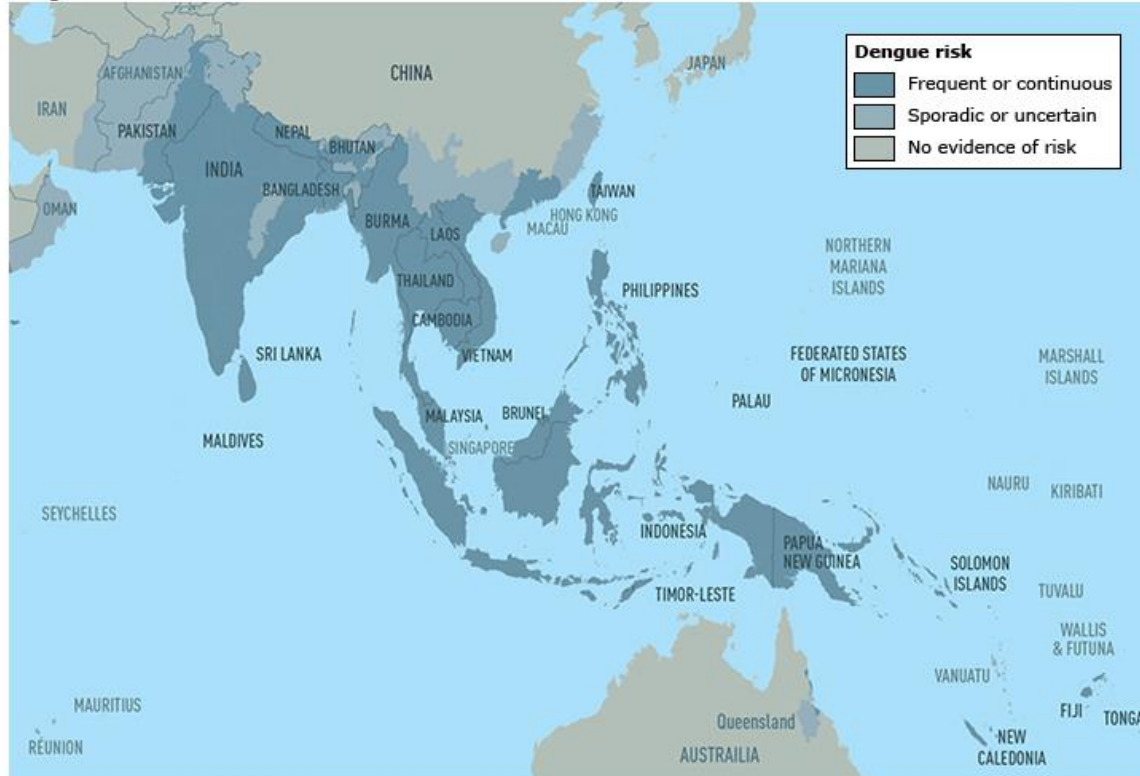 Dengue risk
Frequent or continuous
Sporadic or uncertain
No evidence of risk
JAPAN
CHINA
AFGHANISTAN
IRAN
PAKISTAN
NEPAL
BHUTAN
INDIA
BANGLADESH
TAIWAN
OMAN
HONG KONG
MACAU
BURMA
LAOS
NORTHERN
MARIANA
ISLANDS
THAILAND
PHILIPPINES
CAMBODIA
SRI LANKA
VIETNAM
FEDERATED STATES
OF MICRONESIA
MARSHALL
ISLANDS
PALAU
MALAYSIA
BRUNEI
MALDIVES
SINGAPORE
NAURU
KIRIBATI
SEYCHELLES
INDONESIA
PAPUA
NEW GUINEA
SOLOMON
ISLANDS
TIMOR-LESTE
TUVALU
WALLIS
& FUTUNA
VANUATU
MAURITIUS
FIJI
TONGA
Queensland
RÉUNION
NEW
CALEDONIA
AUSTRAILIA